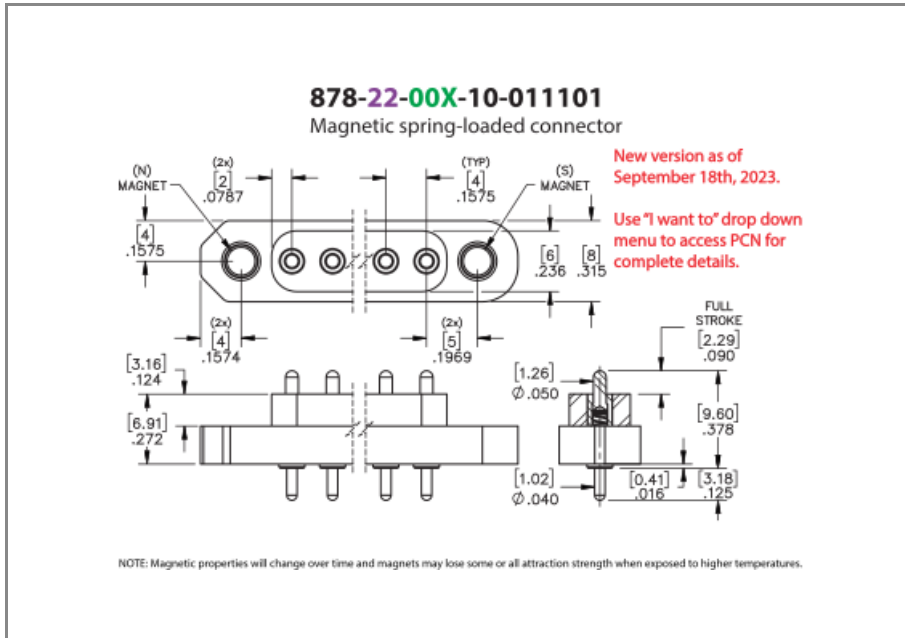 878-22-00X-10-011101
Magnetic spring-loaded connector
New version as of
September 18th, 2023.
Use "I want to" drop down
menu to access PCN for
complete details.
(N)
MAGNET
(2x)
[2]
.0787
(TYP)
[4]
.1575
(S)
MAGNET
[4]
.1575
[6]
.236
[8]
.315
(2x)
[4]
.1574
(2x)
[5]
.1969
FULL
STROKE
[2.29]
.090
[3.16]
.124
[6.91]
.272
[1.26]
Ø.050
[9.60]
.378
[1.02]
Ø.040
[0.41]
.016
[3.18]
.125
NOTE: Magnetic properties will change over time and magnets may lose some or all attraction strength when exposed to higher temperatures.